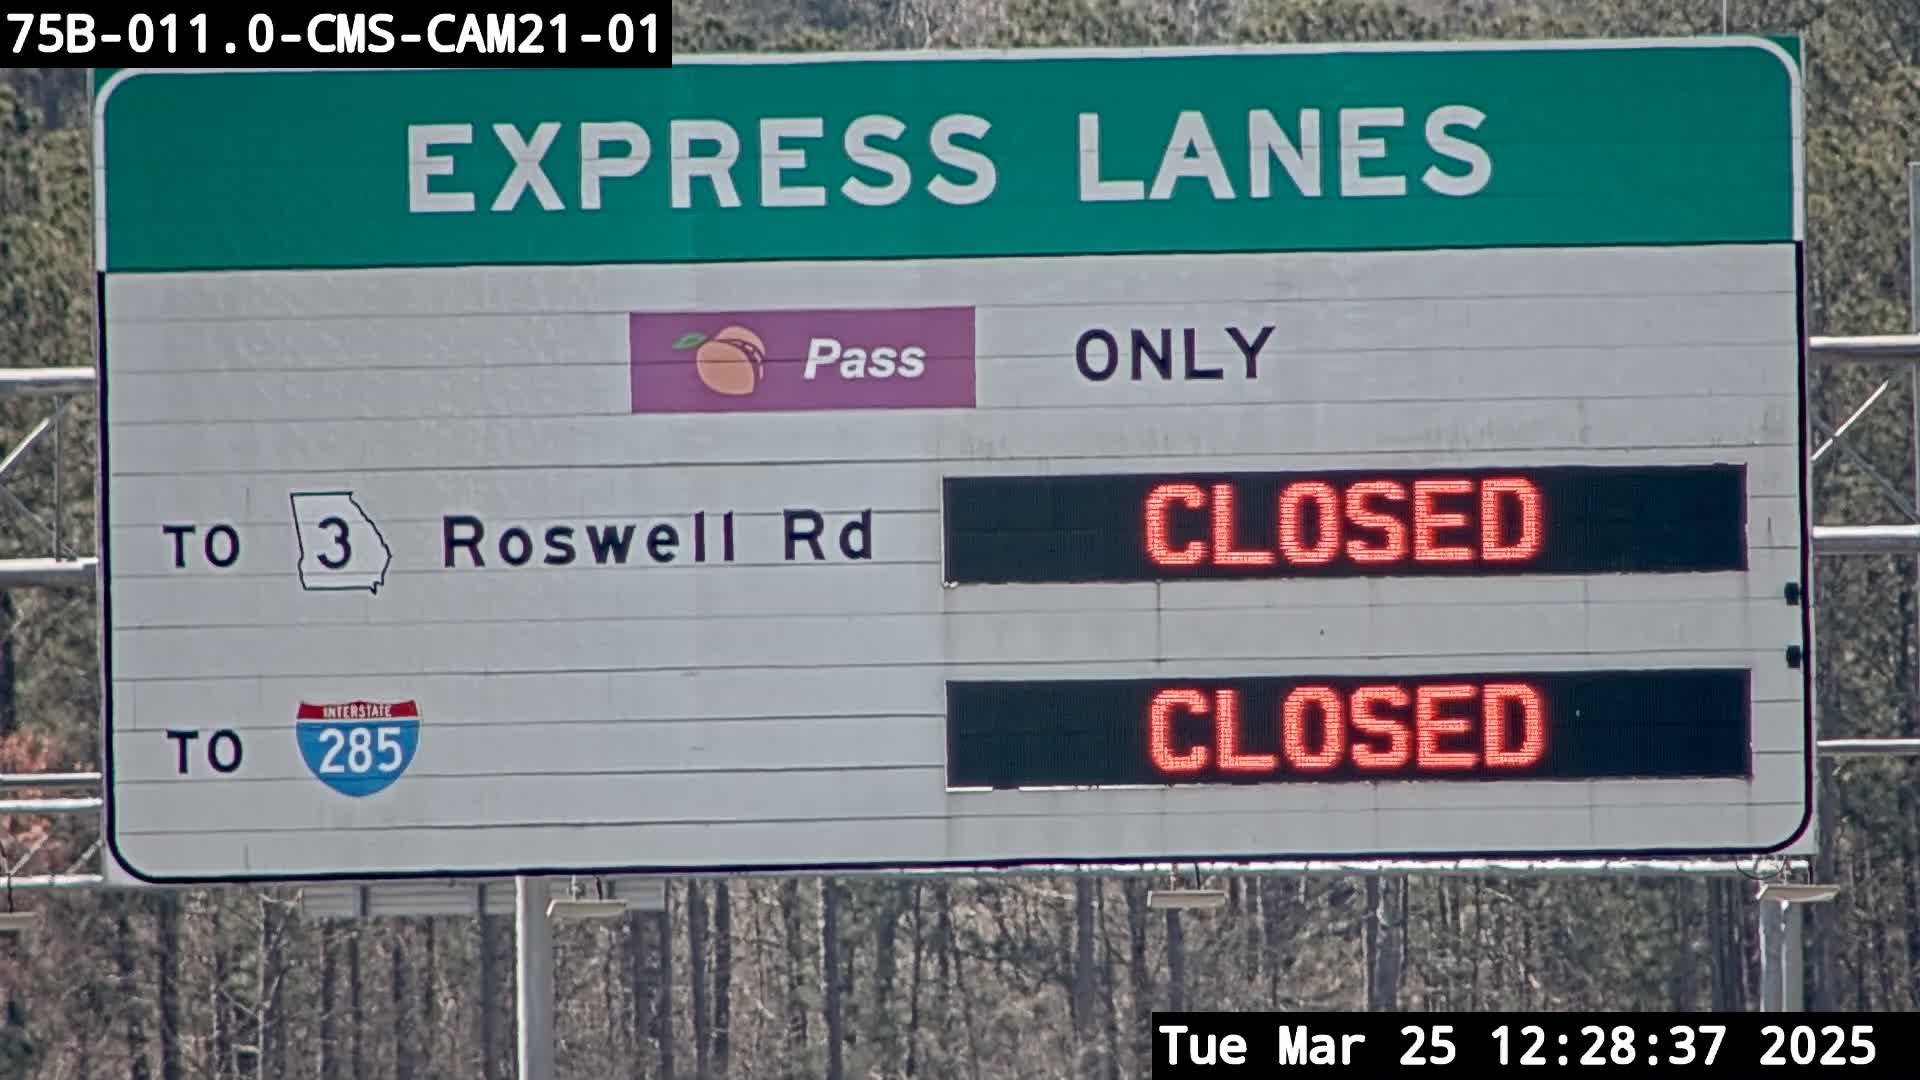 75B-011.0-CMS-CAM21-01
EXPRESS LANES
Pass ONLY
TO 3 Roswell Rd CLOSED
INTERSTATE
TO 285 CLOSED
Tue Mar 25 12:28:37 2025